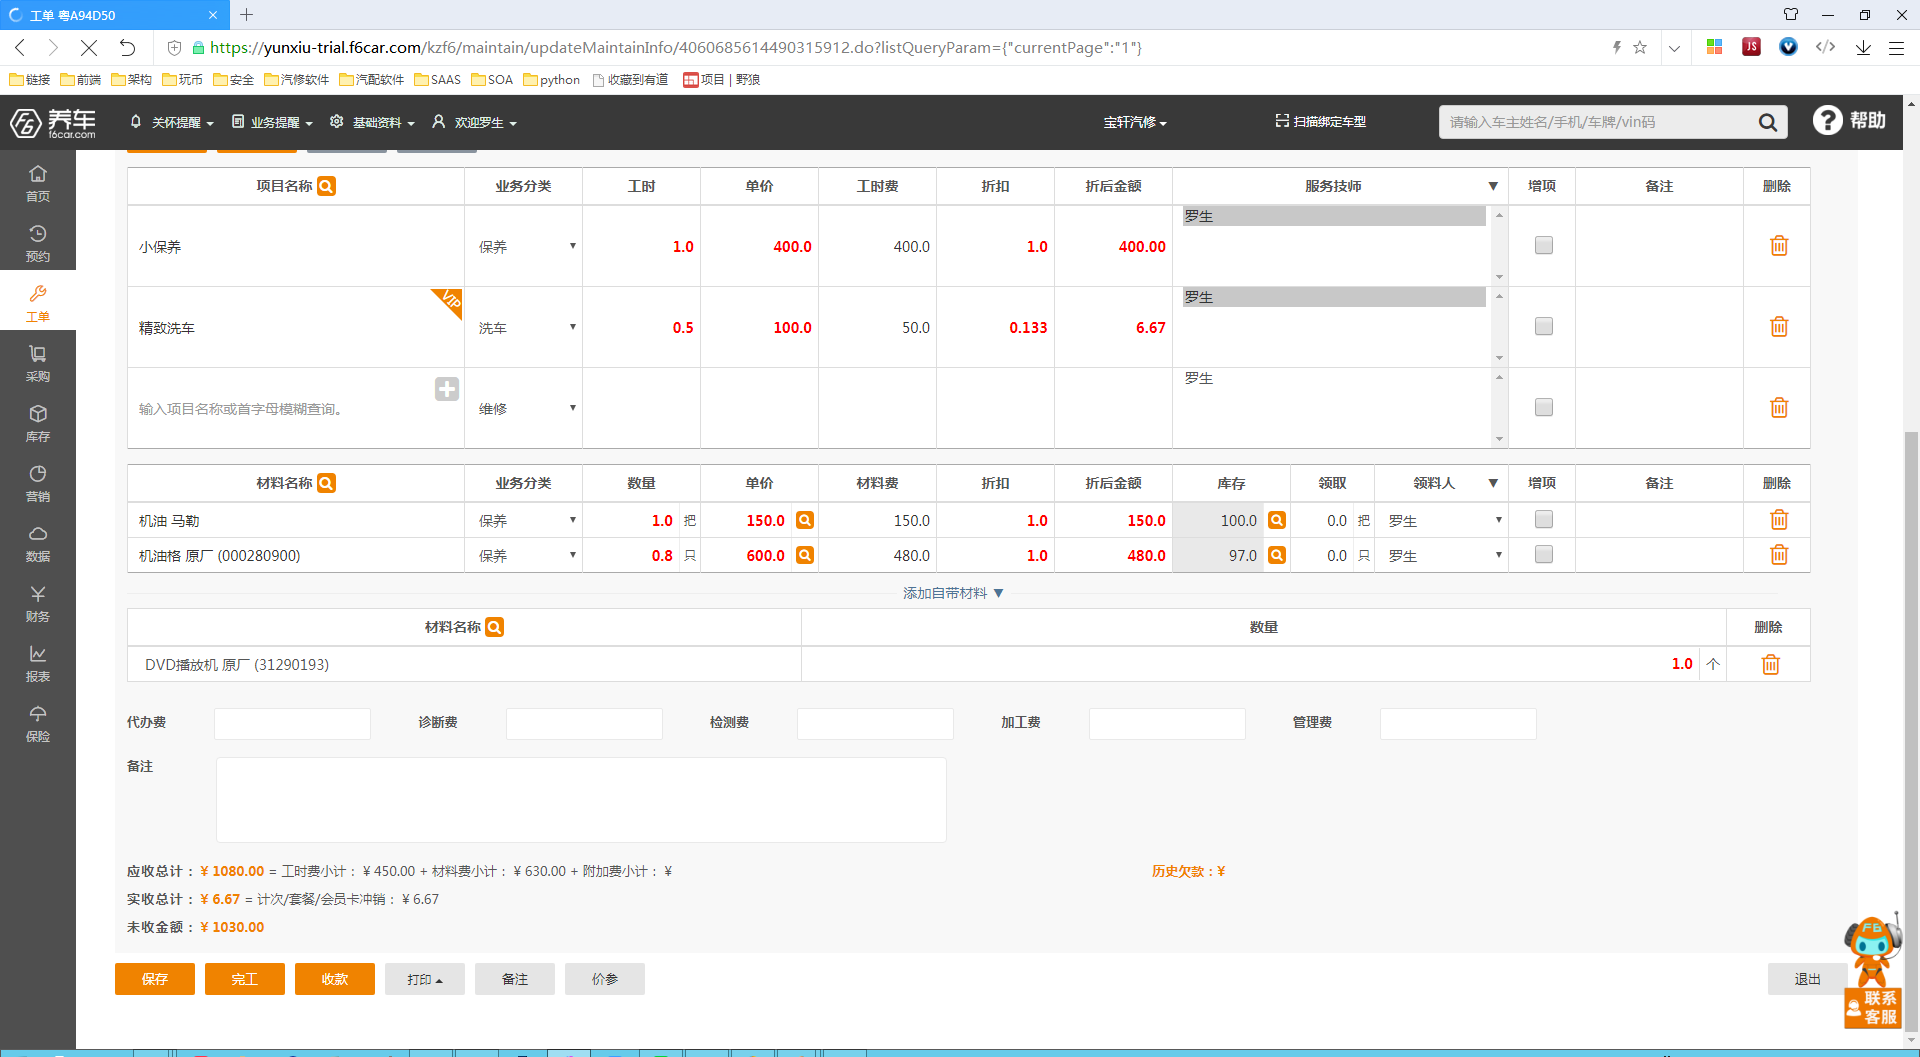 工单 粤A94D50
https://yunxiu-trial.f6car.com/kzf6/maintain/updateMaintainInfo/4060685614490315912.do?listQueryParam={"currentPage":"1"}
链接 前端 架构 玩币 安全 汽修软件 汽配软件 SAAS SOA python 收藏到有道 项目 | 野狼
养车 f6car.com 关怀提醒 业务提醒 基础资料 欢迎罗生 宝轩汽修 扫描绑定车型 请输入车主姓名/手机/车牌/vin码 帮助
首页
预约
工单
采购
库存
营销
数据
财务
报表
保险
项目名称 业务分类 工时 单价 工时费 折扣 折后金额 服务技师 增项 备注 删除
小保养 保养 1.0 400.0 400.0 1.0 400.00 罗生
精致洗车 VIP 洗车 0.5 100.0 50.0 0.133 6.67 罗生
输入项目名称或首字母模糊查询。 维修 罗生
材料名称 业务分类 数量 单价 材料费 折扣 折后金额 库存 领取 领料人 增项 备注 删除
机油 马勒 保养 1.0 把 150.0 150.0 1.0 150.0 100.0 0.0 把 罗生
机油格 原厂 (000280900) 保养 0.8 只 600.0 480.0 1.0 480.0 97.0 0.0 只 罗生
添加自带材料 ▼
材料名称 数量 删除
DVD播放机 原厂 (31290193) 1.0 个
代办费 诊断费 检测费 加工费 管理费
备注
应收总计： ¥ 1080.00 = 工时费小计： ¥ 450.00 + 材料费小计： ¥ 630.00 + 附加费小计： ¥ 历史欠款：¥
实收总计： ¥ 6.67 = 计次/套餐/会员卡冲销： ¥ 6.67
未收金额： ¥ 1030.00
保存 完工 收款 打印 备注 价参 退出
F6
联系
客服